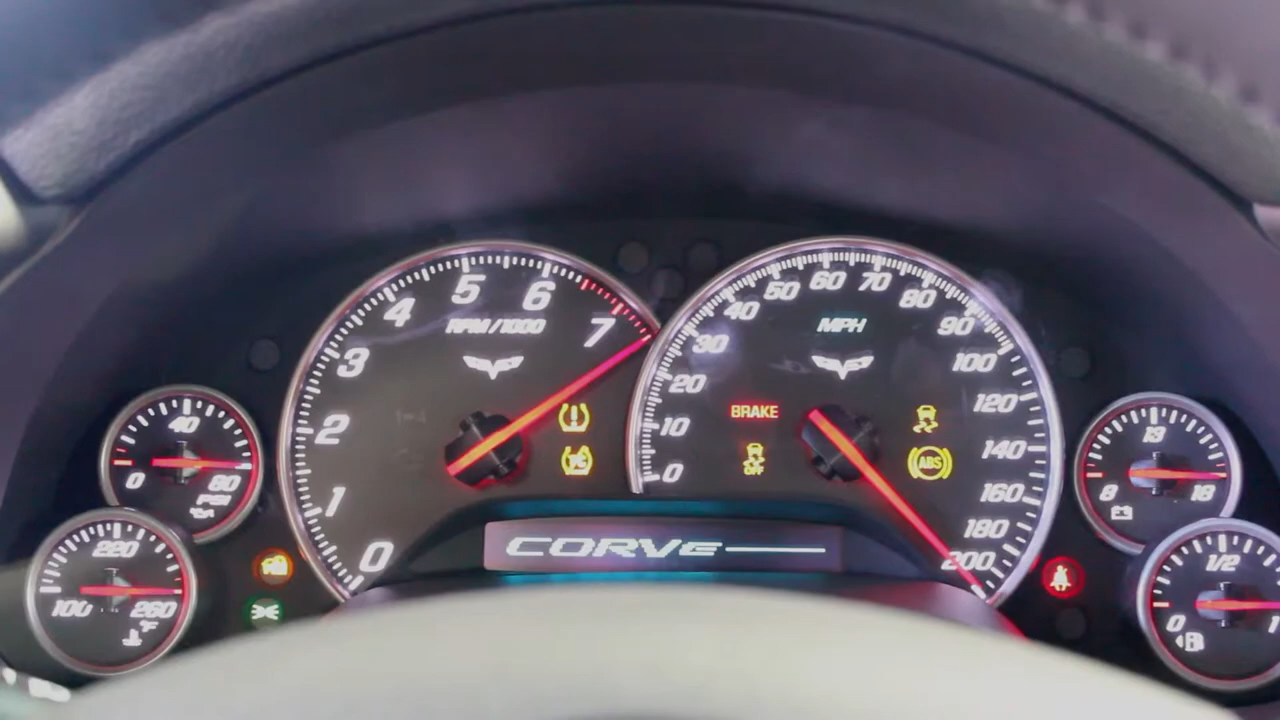 0 1 2 3 4 5 6 7
RPM/1000
0 10 20 30 40 50 60 70 80 90 100 120 140 160 180 200
MPH
BRAKE
OFF
ABS
0 40 80
PSI
100 220 260
°F
8 13 18
0 1/2 1
CORVE